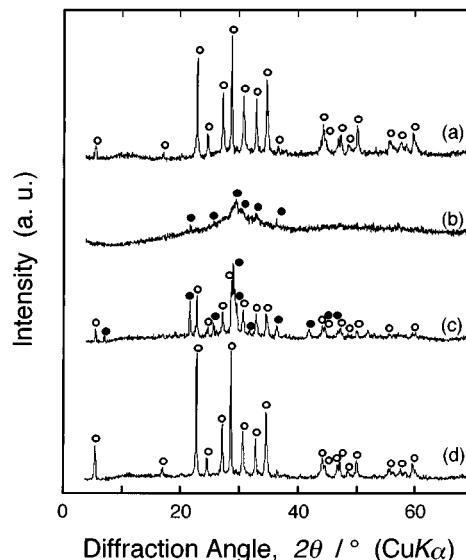 Intensity (a. u.)
(a)
(b)
(c)
(d)
0 20 40 60
Diffraction Angle, 2θ / ° (CuKα)